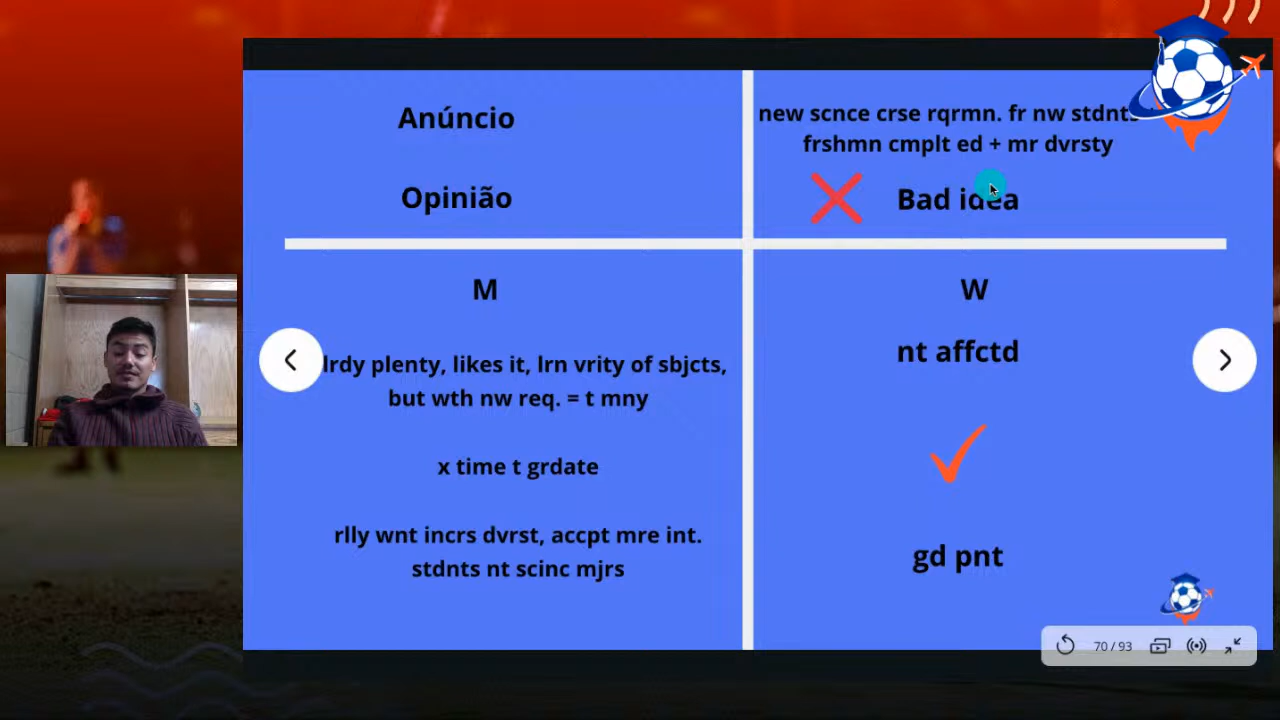 Anúncio
new scnce crse rqrmn. fr nw stdnts
frshmn cmplt ed + mr dvrsty
Opinião
Bad idea
M
lrdy plenty, likes it, lrn vrity of sbjcts,
but wth nw req. = t mny
x time t grdate
rlly wnt incrs dvrst, accpt mre int.
stdnts nt scinc mjrs
W
nt affctd
gd pnt
70 / 93